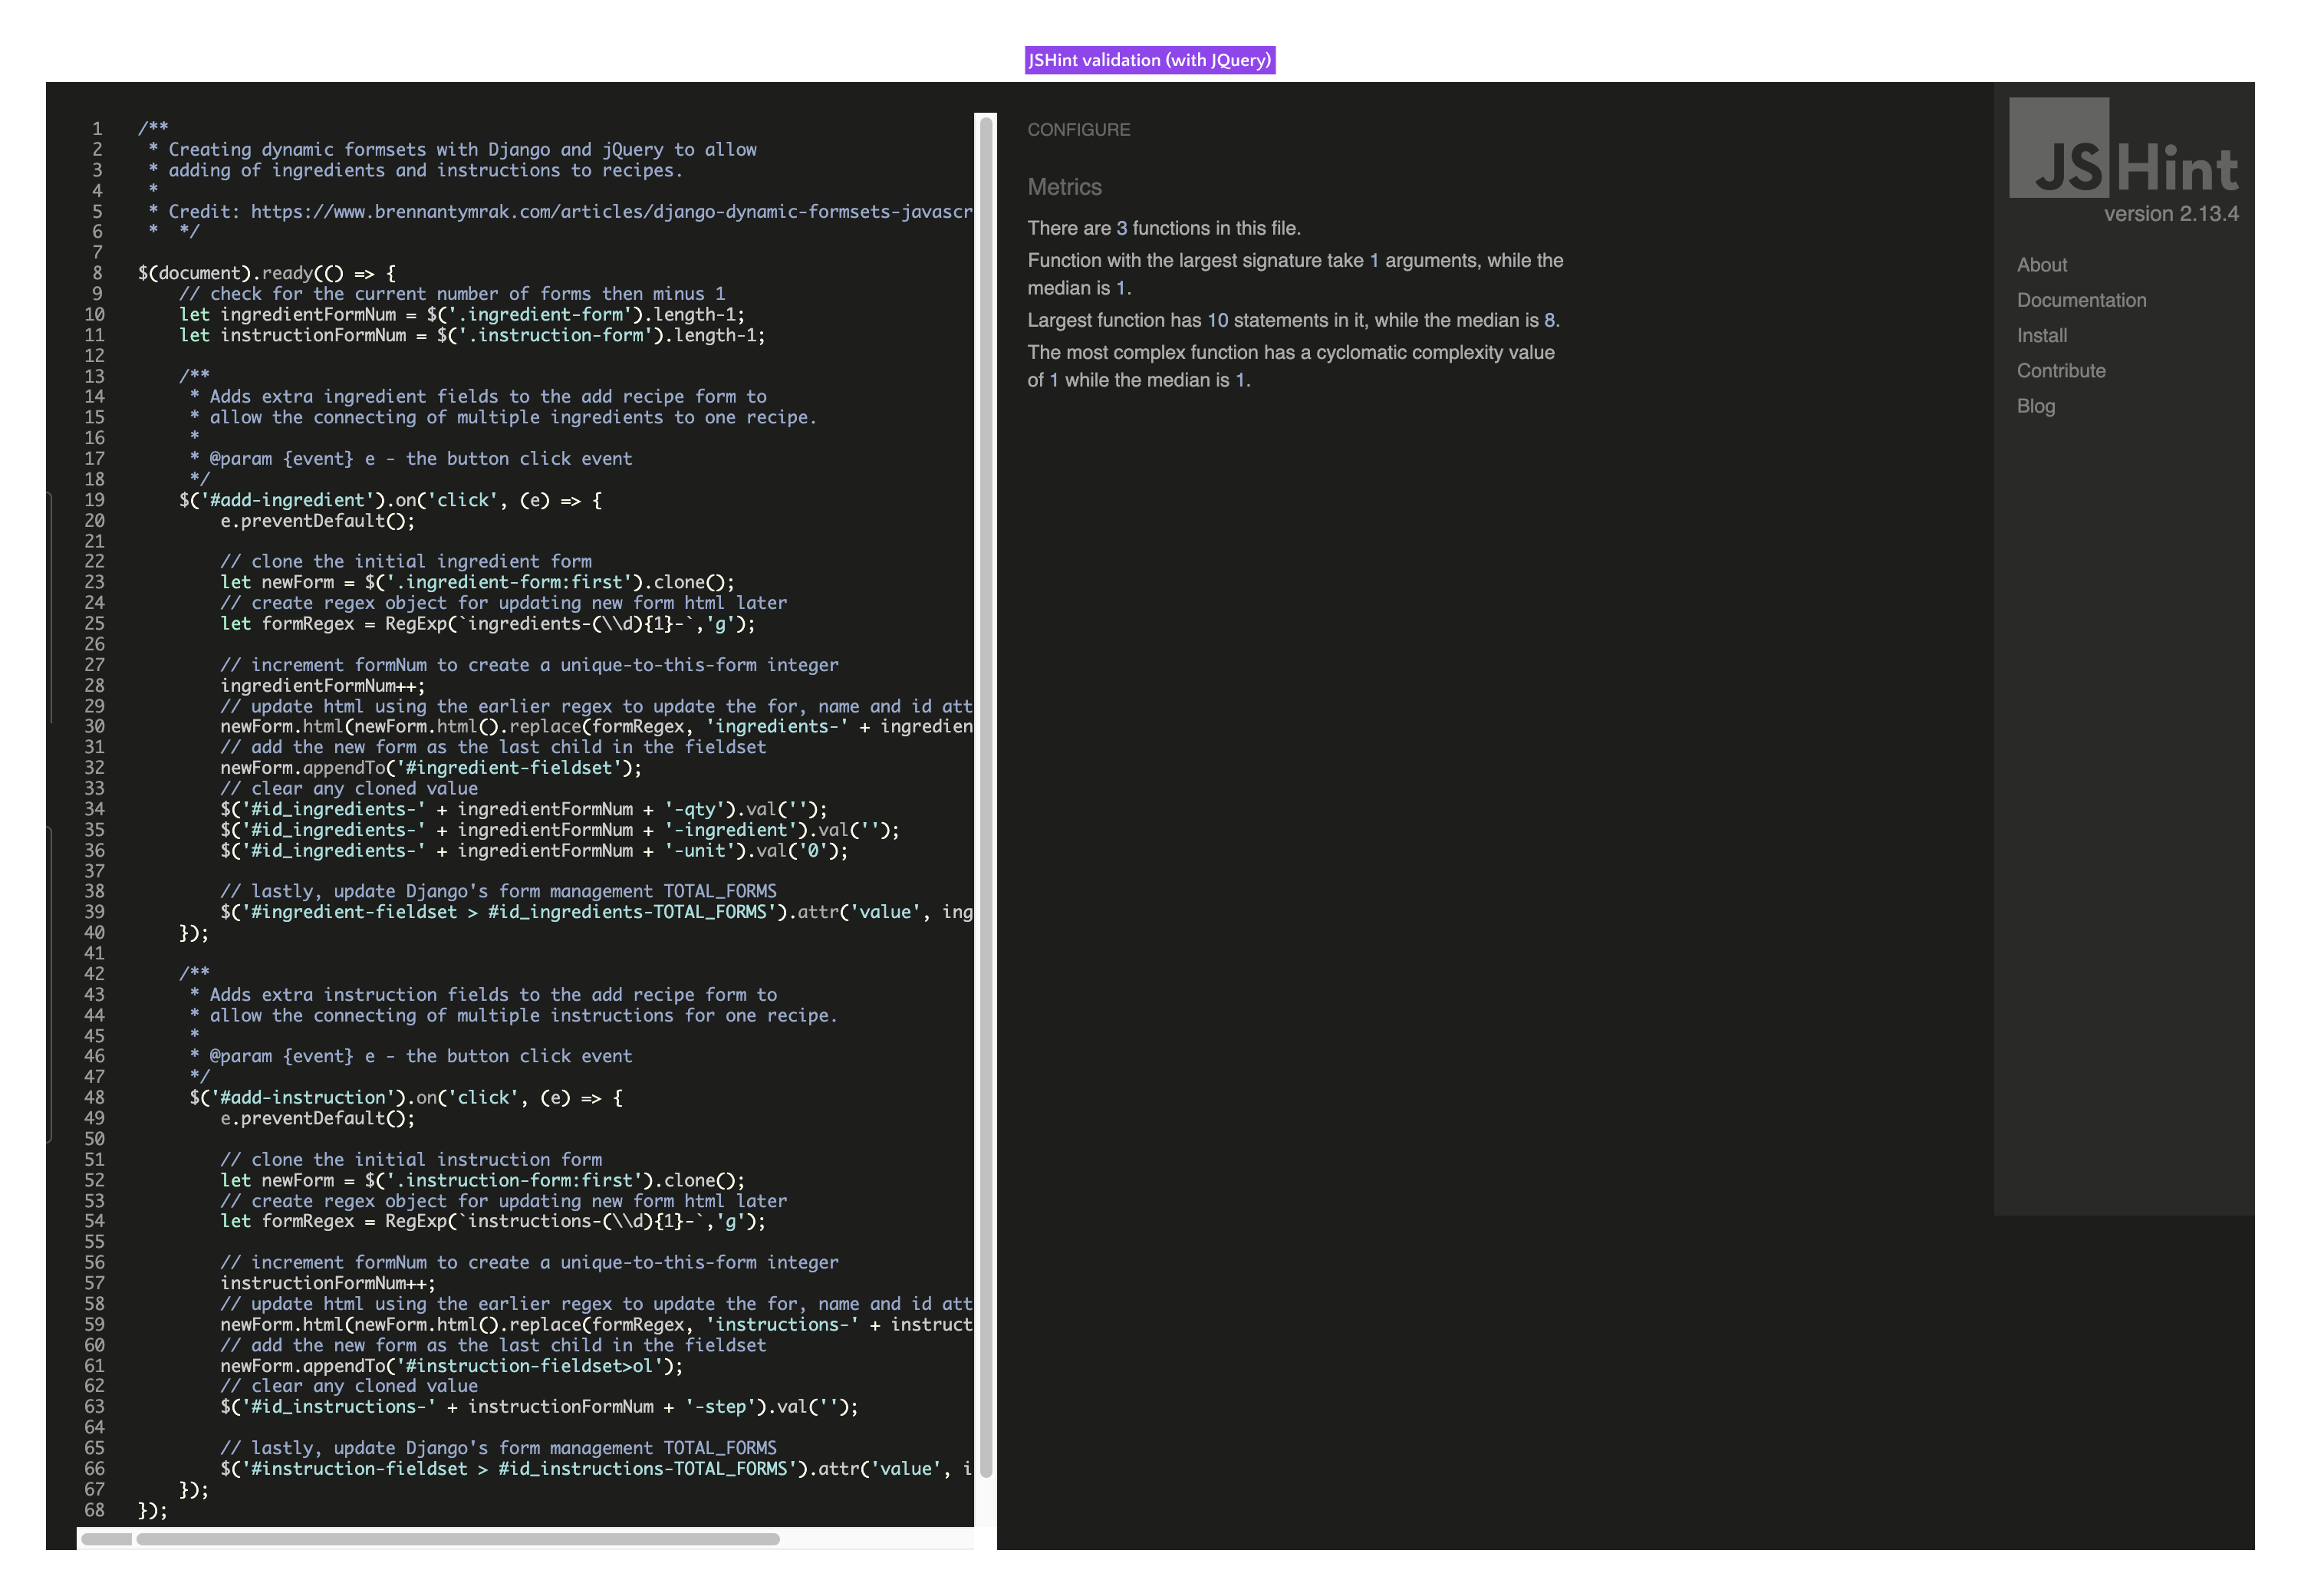 JSHint validation (with JQuery)
1 /**
2 * Creating dynamic formsets with Django and jQuery to allow
3 * adding of ingredients and instructions to recipes.
4 *
5 * Credit: https://www.brennantymrak.com/articles/django-dynamic-formsets-javascr
6 * */
7
8 $(document).ready(() => {
9 // check for the current number of forms then minus 1
10 let ingredientFormNum = $('.ingredient-form').length-1;
11 let instructionFormNum = $('.instruction-form').length-1;
12
13 /**
14 * Adds extra ingredient fields to the add recipe form to
15 * allow the connecting of multiple ingredients to one recipe.
16 *
17 * @param {event} e - the button click event
18 */
19 $('#add-ingredient').on('click', (e) => {
20 e.preventDefault();
21
22 // clone the initial ingredient form
23 let newForm = $('.ingredient-form:first').clone();
24 // create regex object for updating new form html later
25 let formRegex = RegExp(`ingredients-(\\d){1}-`,'g');
26
27 // increment formNum to create a unique-to-this-form integer
28 ingredientFormNum++;
29 // update html using the earlier regex to update the for, name and id att
30 newForm.html(newForm.html().replace(formRegex, 'ingredients-' + ingredien
31 // add the new form as the last child in the fieldset
32 newForm.appendTo('#ingredient-fieldset');
33 // clear any cloned value
34 $('#id_ingredients-' + ingredientFormNum + '-qty').val('');
35 $('#id_ingredients-' + ingredientFormNum + '-ingredient').val('');
36 $('#id_ingredients-' + ingredientFormNum + '-unit').val('0');
37
38 // lastly, update Django's form management TOTAL_FORMS
39 $('#ingredient-fieldset > #id_ingredients-TOTAL_FORMS').attr('value', ing
40 });
41
42 /**
43 * Adds extra instruction fields to the add recipe form to
44 * allow the connecting of multiple instructions for one recipe.
45 *
46 * @param {event} e - the button click event
47 */
48 $('#add-instruction').on('click', (e) => {
49 e.preventDefault();
50
51 // clone the initial instruction form
52 let newForm = $('.instruction-form:first').clone();
53 // create regex object for updating new form html later
54 let formRegex = RegExp(`instructions-(\\d){1}-`,'g');
55
56 // increment formNum to create a unique-to-this-form integer
57 instructionFormNum++;
58 // update html using the earlier regex to update the for, name and id att
59 newForm.html(newForm.html().replace(formRegex, 'instructions-' + instruct
60 // add the new form as the last child in the fieldset
61 newForm.appendTo('#instruction-fieldset>ol');
62 // clear any cloned value
63 $('#id_instructions-' + instructionFormNum + '-step').val('');
64
65 // lastly, update Django's form management TOTAL_FORMS
66 $('#instruction-fieldset > #id_instructions-TOTAL_FORMS').attr('value', i
67 });
68 });
CONFIGURE
Metrics
There are 3 functions in this file.
Function with the largest signature take 1 arguments, while the
median is 1.
Largest function has 10 statements in it, while the median is 8.
The most complex function has a cyclomatic complexity value
of 1 while the median is 1.
JSHint
version 2.13.4
About
Documentation
Install
Contribute
Blog